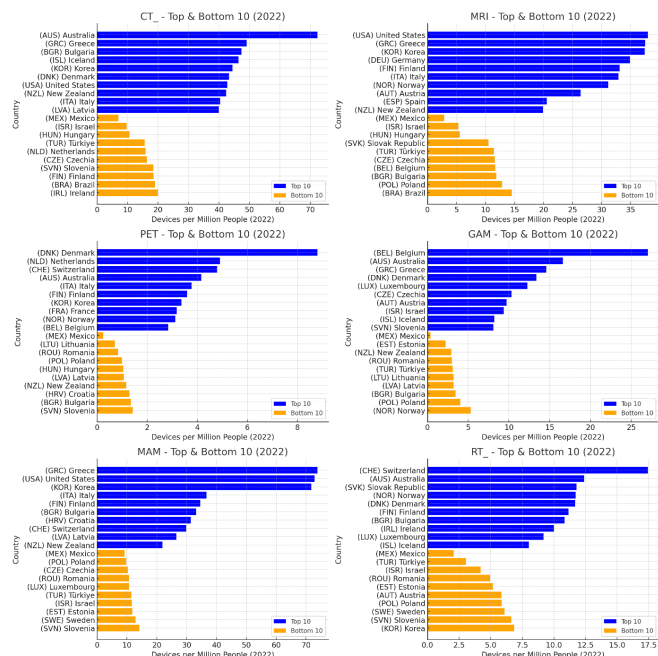 CT_ - Top & Bottom 10 (2022)
(AUS) Australia
(GRC) Greece
(BGR) Bulgaria
(ISL) Iceland
(KOR) Korea
(DNK) Denmark
(USA) United States
(NZL) New Zealand
(ITA) Italy
(LVA) Latvia
(MEX) Mexico
(ISR) Israel
(HUN) Hungary
(TUR) Türkiye
(NLD) Netherlands
(CZE) Czechia
(SVN) Slovenia
(FIN) Finland
(BRA) Brazil
(IRL) Ireland
Country
Top 10
Bottom 10
0 10 20 30 40 50 60 70
Devices per Million People (2022)
MRI - Top & Bottom 10 (2022)
(USA) United States
(GRC) Greece
(KOR) Korea
(DEU) Germany
(FIN) Finland
(ITA) Italy
(NOR) Norway
(AUT) Austria
(ESP) Spain
(NZL) New Zealand
(MEX) Mexico
(ISR) Israel
(HUN) Hungary
(SVK) Slovak Republic
(TUR) Türkiye
(CZE) Czechia
(BEL) Belgium
(BGR) Bulgaria
(POL) Poland
(BRA) Brazil
Country
Top 10
Bottom 10
0 5 10 15 20 25 30 35
Devices per Million People (2022)
PET - Top & Bottom 10 (2022)
(DNK) Denmark
(NLD) Netherlands
(CHE) Switzerland
(AUS) Australia
(ITA) Italy
(FIN) Finland
(KOR) Korea
(FRA) France
(NOR) Norway
(BEL) Belgium
(MEX) Mexico
(LTU) Lithuania
(ROU) Romania
(POL) Poland
(HUN) Hungary
(LVA) Latvia
(NZL) New Zealand
(HRV) Croatia
(BGR) Bulgaria
(SVN) Slovenia
Country
Top 10
Bottom 10
0 2 4 6 8
Devices per Million People (2022)
GAM - Top & Bottom 10 (2022)
(BEL) Belgium
(AUS) Australia
(GRC) Greece
(DNK) Denmark
(LUX) Luxembourg
(CZE) Czechia
(AUT) Austria
(ISR) Israel
(ISL) Iceland
(SVN) Slovenia
(MEX) Mexico
(EST) Estonia
(NZL) New Zealand
(ROU) Romania
(TUR) Türkiye
(LTU) Lithuania
(LVA) Latvia
(BGR) Bulgaria
(POL) Poland
(NOR) Norway
Country
Top 10
Bottom 10
0 5 10 15 20 25
Devices per Million People (2022)
MAM - Top & Bottom 10 (2022)
(GRC) Greece
(USA) United States
(KOR) Korea
(ITA) Italy
(FIN) Finland
(BGR) Bulgaria
(HRV) Croatia
(CHE) Switzerland
(LVA) Latvia
(NZL) New Zealand
(MEX) Mexico
(POL) Poland
(CZE) Czechia
(ROU) Romania
(LUX) Luxembourg
(TUR) Türkiye
(ISR) Israel
(EST) Estonia
(SWE) Sweden
(SVN) Slovenia
Country
Top 10
Bottom 10
0 10 20 30 40 50 60 70
Devices per Million People (2022)
RT_ - Top & Bottom 10 (2022)
(CHE) Switzerland
(AUS) Australia
(SVK) Slovak Republic
(NOR) Norway
(DNK) Denmark
(FIN) Finland
(BGR) Bulgaria
(IRL) Ireland
(LUX) Luxembourg
(ISL) Iceland
(MEX) Mexico
(TUR) Türkiye
(ISR) Israel
(ROU) Romania
(EST) Estonia
(AUT) Austria
(POL) Poland
(SWE) Sweden
(SVN) Slovenia
(KOR) Korea
Country
Top 10
Bottom 10
0.0 2.5 5.0 7.5 10.0 12.5 15.0 17.5
Devices per Million People (2022)